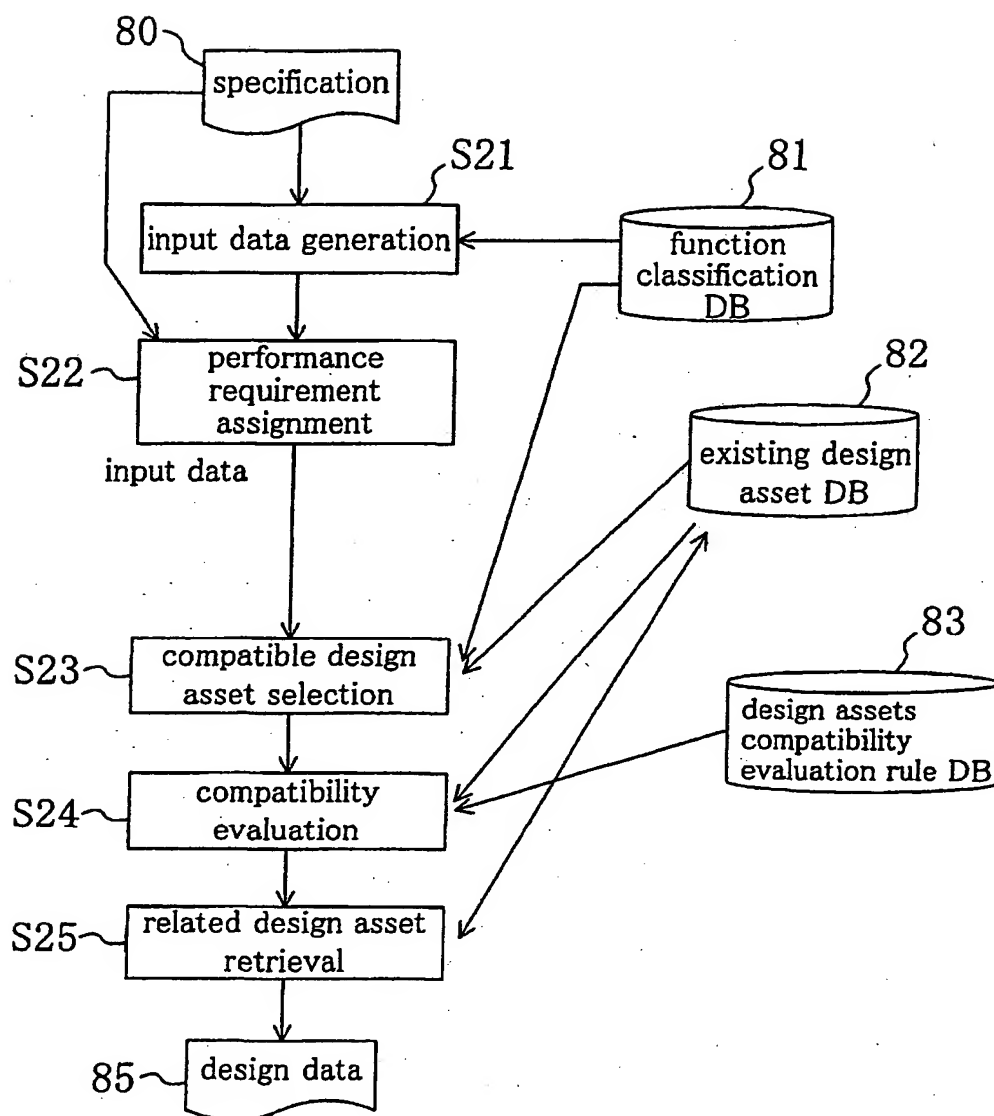 80
specification
S21
input data generation
81
function
classification
DB
S22
performance
requirement
assignment
input data
82
existing design
asset DB
S23
compatible design
asset selection
83
design assets
compatibility
evaluation rule DB
S24
compatibility
evaluation
S25
related design asset
retrieval
85
design data